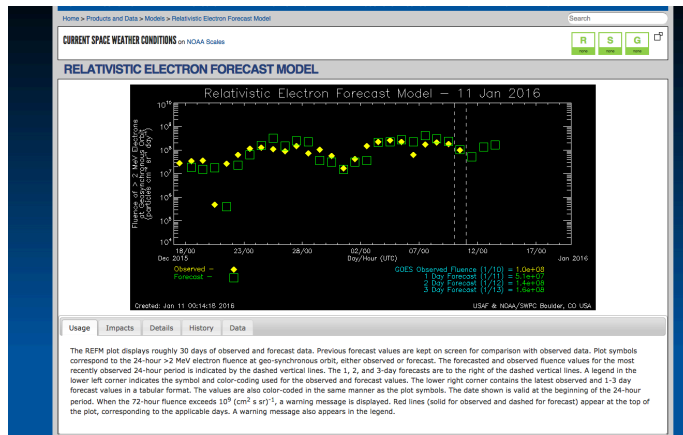 Home > Products and Data > Models > Relativistic Electron Forecast Model
Search
CURRENT SPACE WEATHER CONDITIONS on NOAA Scales
R S G
none none none
RELATIVISTIC ELECTRON FORECAST MODEL
Relativistic Electron Forecast Model — 11 Jan 2016
Fluence of > 2 MeV Electrons
at Geosynchronous Orbit
(particles cm⁻² sr⁻¹ day⁻¹)
10¹⁰
10⁹
10⁸
10⁷
10⁶
10⁵
10⁴
18/00 23/00 28/00 02/00 07/00 12/00 17/00
Dec 2015 Day/Hour (UTC) Jan 2016
Observed –
Forecast –
GOES Observed Fluence (1/10) = 1.0e+08
1 Day Forecast (1/11) = 5.1e+07
2 Day Forecast (1/12) = 1.4e+08
3 Day Forecast (1/13) = 1.6e+08
Created: Jan 11 00:14:18 2016
USAF & NOAA/SWPC Boulder, CO USA
Usage Impacts Details History Data
The REFM plot displays roughly 30 days of observed and forecast data. Previous forecast values are kept on screen for comparison with observed data. Plot symbols
correspond to the 24-hour >2 MeV electron fluence at geo-synchronous orbit, either observed or forecast. The forecasted and observed fluence values for the most
recently observed 24-hour period is indicated by the dashed vertical lines. The 1, 2, and 3-day forecasts are to the right of the dashed vertical lines. A legend in the
lower left corner indicates the symbol and color-coding used for the observed and forecast values. The lower right corner contains the latest observed and 1-3 day
forecast values in a tabular format. The values are also color-coded in the same manner as the plot symbols. The date shown is valid at the beginning of the 24-hour
period. When the 72-hour fluence exceeds 10⁹ (cm² s sr)⁻¹, a warning message is displayed. Red lines (solid for observed and dashed for forecast) appear at the top of
the plot, corresponding to the applicable days. A warning message also appears in the legend.